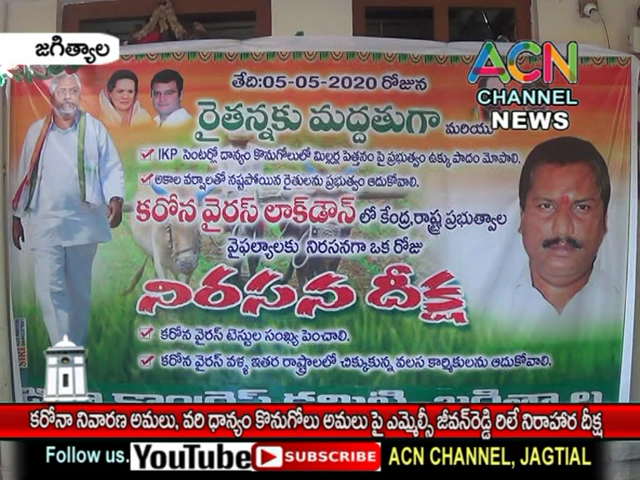 జగిత్యాల
ACN
CHANNEL
NEWS
తేది:05-05-2020 రోజున
రైతన్నకు మద్దతుగా మరియు
IKP సెంటర్లో దాన్యం కొనుగోలులో మిల్లర్ల పెత్తనం పై ప్రభుత్వం ఉక్కు పాదం మోపాలి.
అకాల వర్షాలతో నష్టపోయిన రైతులను ప్రభుత్వం ఆదుకోవాలి.
కరోన వైరస్ లాక్‌డౌన్ లో కేంద్ర,రాష్ట్ర ప్రభుత్వాల
వైఫల్యాలకు నిరసనగా ఒక రోజు
నిరసన దీక్ష
కరోన వైరస్ టెస్టుల సంఖ్య పెంచాలి.
కరోన వైరస్ వళ్ళ ఇతర రాష్ట్రాలలో చిక్కుకున్న వలస కార్మికులను ఆదుకోవాలి.
కరోనా నివారణ అమలు, వరి ధాన్యం కొనుగోలు అమలు పై ఎమ్మెల్సీ జీవన్‌రెడ్డి రిలే నిరాహార దీక్ష
Follow us. YouTube SUBSCRIBE ACN CHANNEL, JAGTIAL